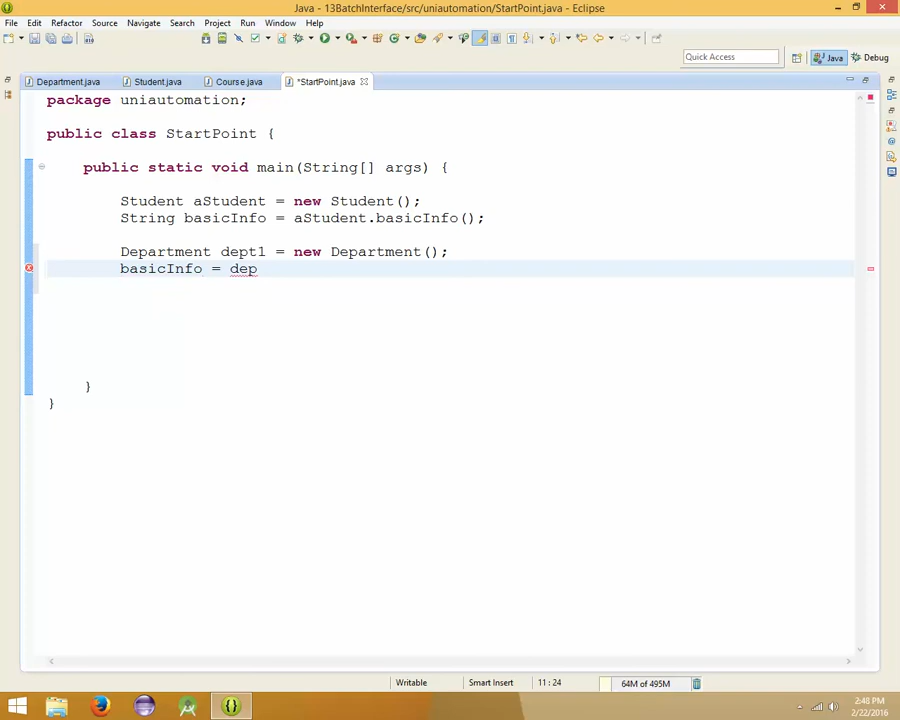 Java - 13BatchInterface/src/uniautomation/StartPoint.java - Eclipse
File Edit Refactor Source Navigate Search Project Run Window Help
Quick Access
Java Debug
Department.java Student.java Course.java *StartPoint.java
package uniautomation;
public class StartPoint {
public static void main(String[] args) {
Student aStudent = new Student();
String basicInfo = aStudent.basicInfo();
Department dept1 = new Department();
basicInfo = dep
}
}
Writable Smart Insert 11 : 24 64M of 495M
2:48 PM
2/22/2016